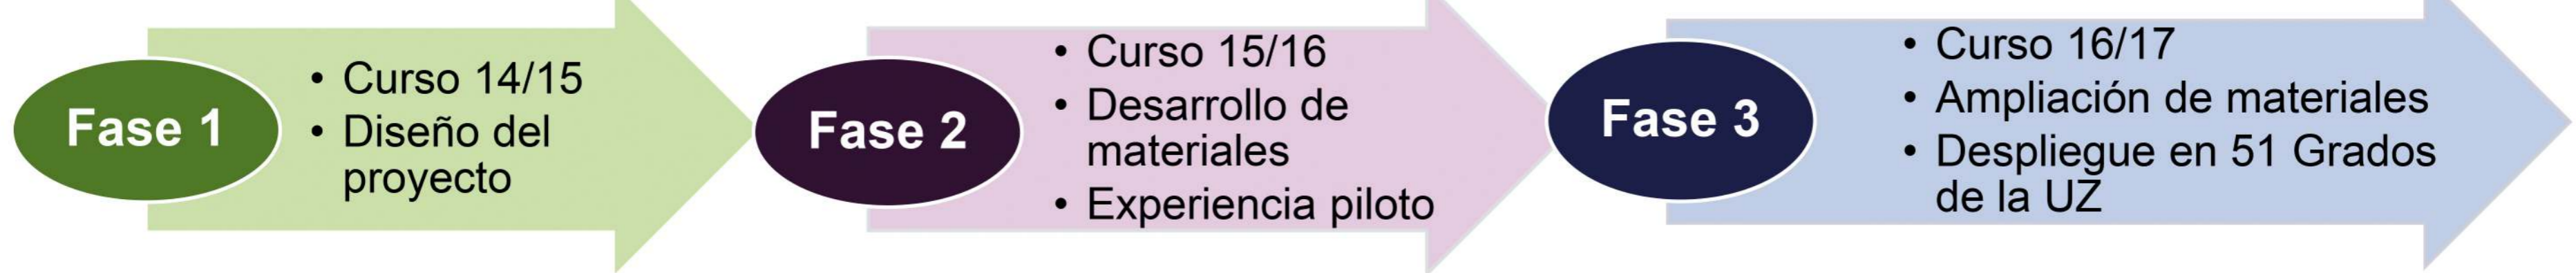 Fase 1
• Curso 14/15
• Diseño del
proyecto
Fase 2
• Curso 15/16
• Desarrollo de
materiales
• Experiencia piloto
Fase 3
• Curso 16/17
• Ampliación de materiales
• Despliegue en 51 Grados
de la UZ